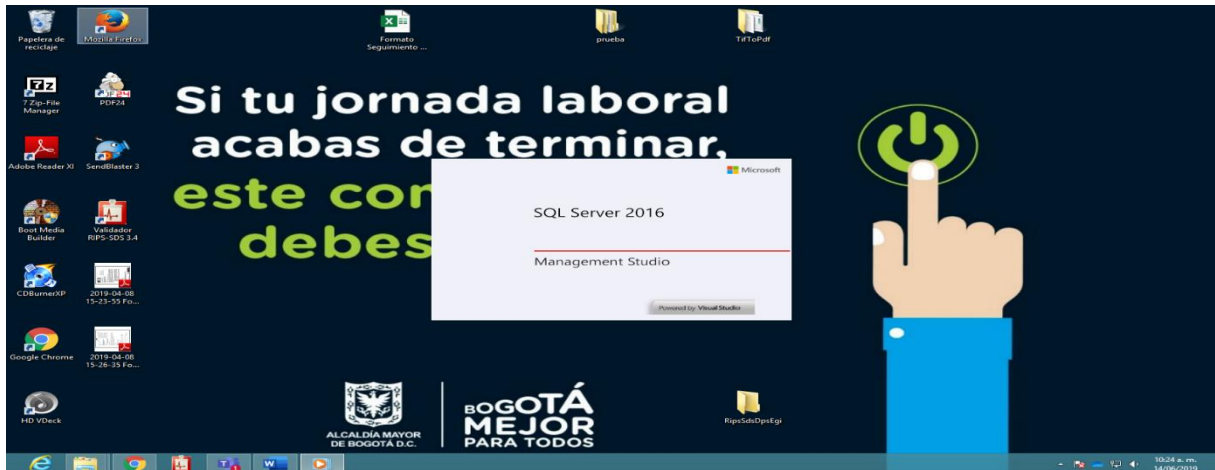 Papelera de
reciclaje
Mozilla Firefox
Formato
Seguimiento ...
prueba
TifToPdf
7 Zip-File
Manager
PDF24
Si tu jornada laboral
acabas de terminar,
este com
debes
Adobe Reader XI
SendBlaster 3
Microsoft
SQL Server 2016
Management Studio
Powered by Visual Studio
Boot Media
Builder
Validador
RIPS-SDS 3.4
CDBurnerXP
2019-04-08
15-23-55 Fo...
Google Chrome
2019-04-08
15-26-35 Fo...
HD VDeck
ALCALDÍA MAYOR
DE BOGOTÁ D.C.
BOGOTÁ
MEJOR
PARA TODOS
RipsSdsDpsEgi
10:24 a. m.
14/06/2019